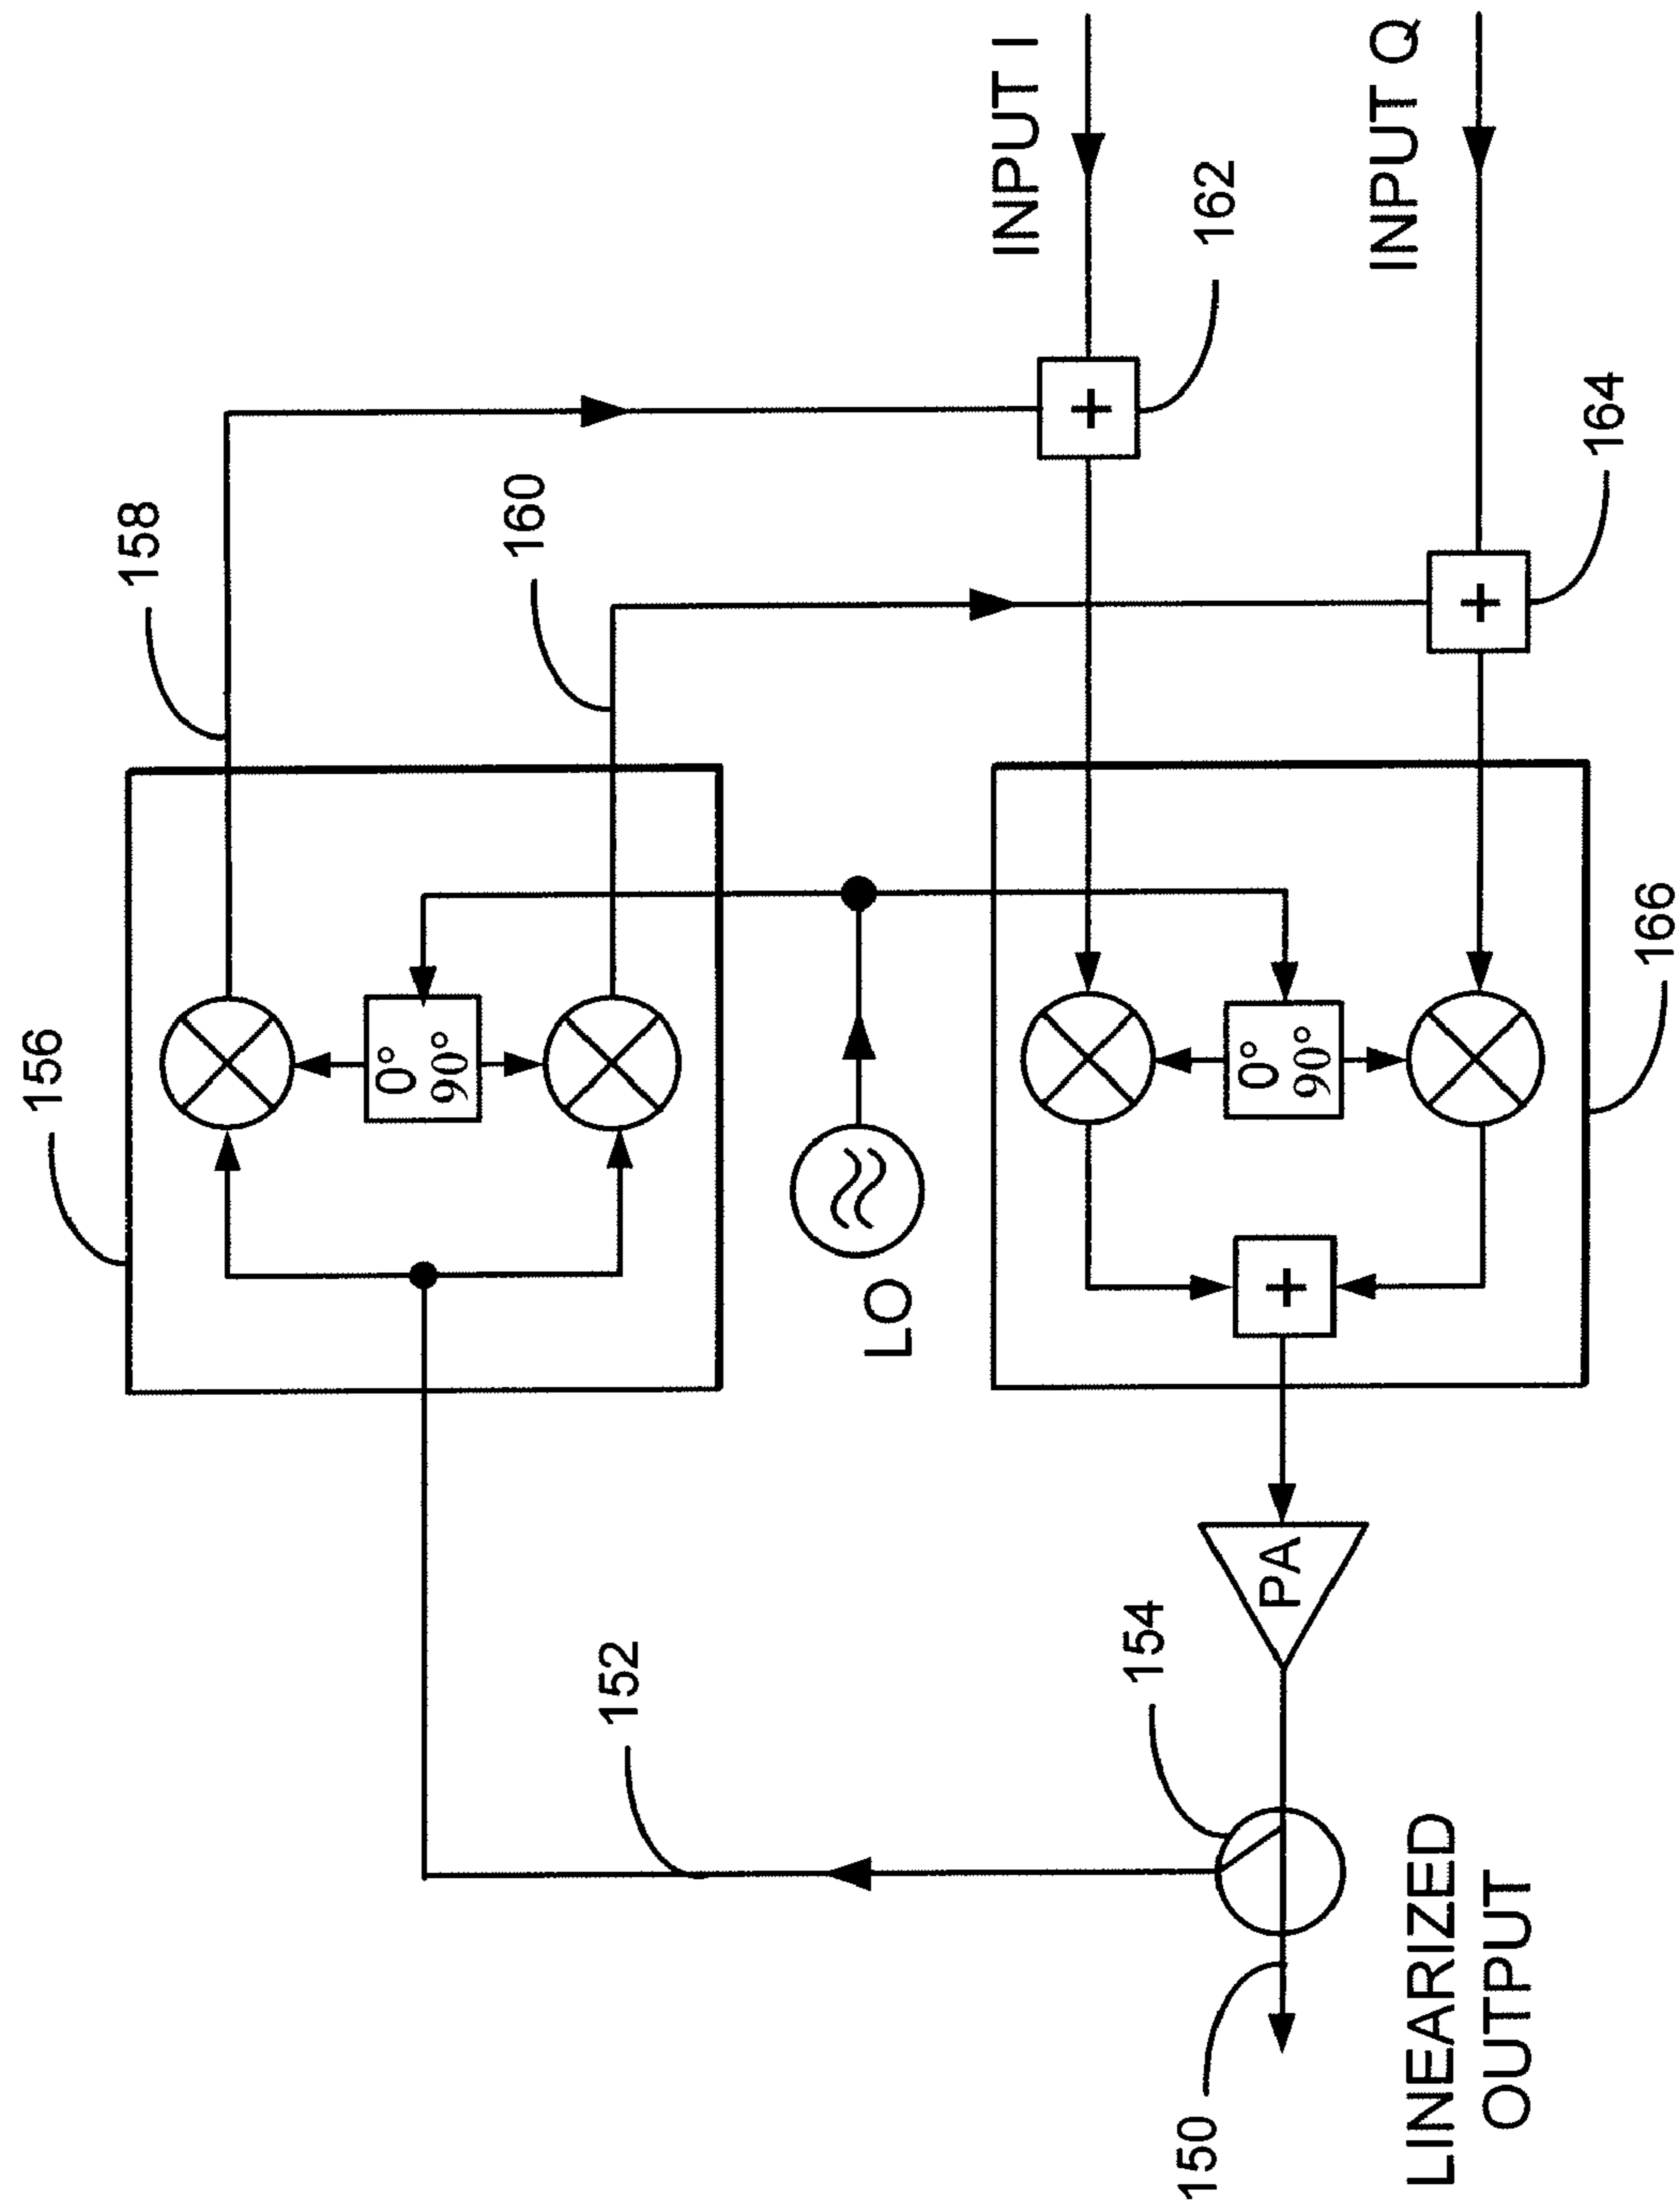 INPUT I
INPUT Q
162
164
158
160
156
0°
90°
LO
0°
90°
+
+
+
166
PA
152
154
150
LINEARIZED
OUTPUT